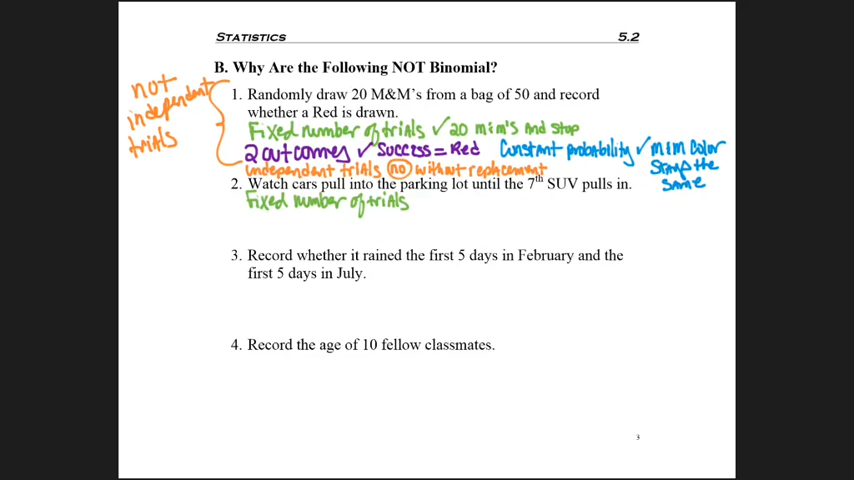 STATISTICS 5.2
B. Why Are the Following NOT Binomial?
not
independent
trials
1. Randomly draw 20 M&M's from a bag of 50 and record
whether a Red is drawn.
Fixed number of trials ✓ 20 m&m's and stop
2 outcomes ✓ Success = Red Constant probability ✓ m&m color
stays the
same
independent trials no without replacement
2. Watch cars pull into the parking lot until the 7th SUV pulls in.
Fixed number of trials
3. Record whether it rained the first 5 days in February and the
first 5 days in July.
4. Record the age of 10 fellow classmates.
3